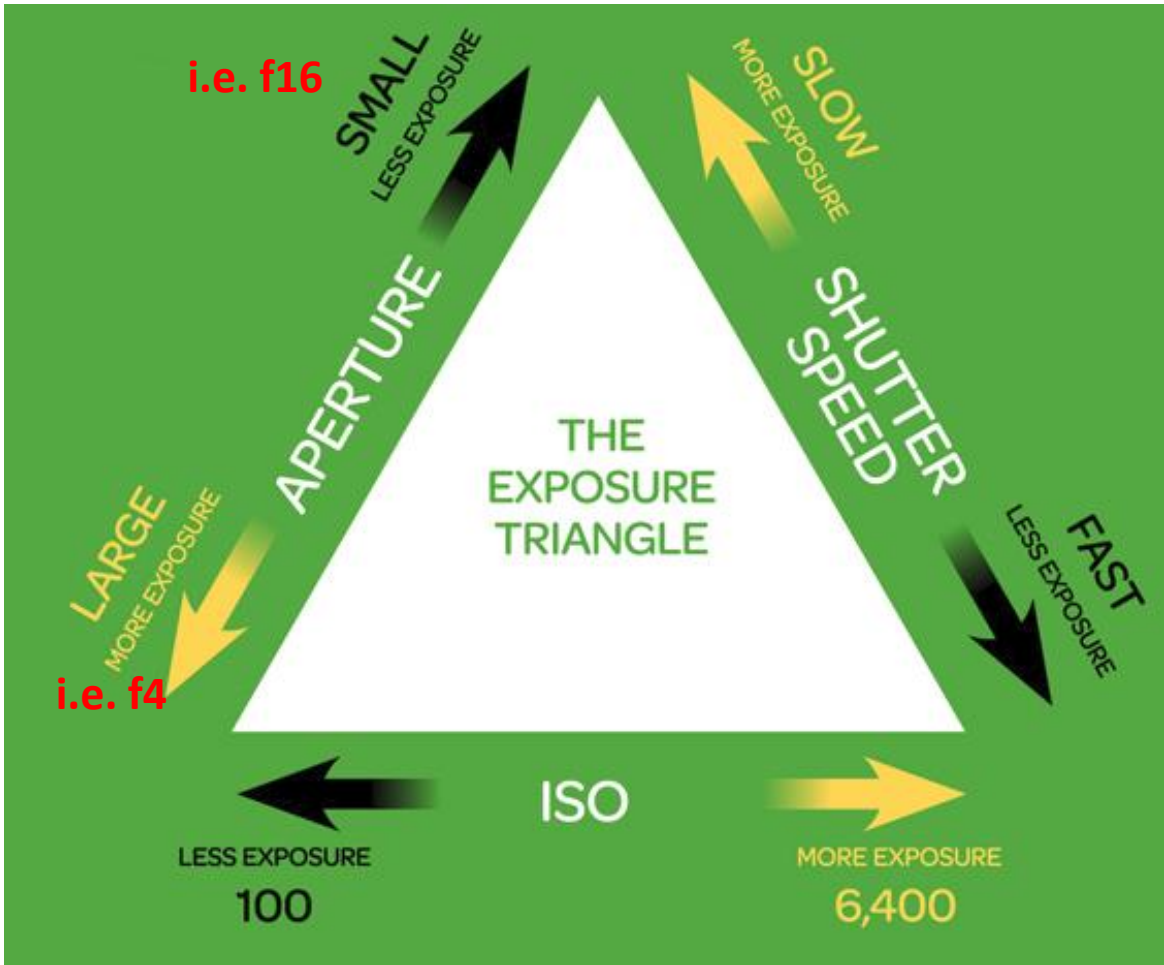 i.e. f16
SMALL
LESS EXPOSURE
SLOW
MORE EXPOSURE
APERTURE
SHUTTER
SPEED
THE
EXPOSURE
TRIANGLE
LARGE
MORE EXPOSURE
i.e. f4
FAST
LESS EXPOSURE
ISO
LESS EXPOSURE
100
MORE EXPOSURE
6,400